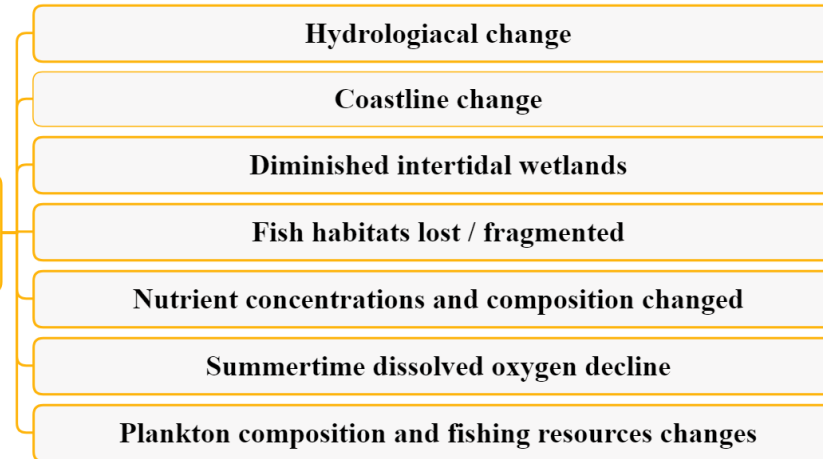 Hydrologiacal change
Coastline change
Diminished intertidal wetlands
Fish habitats lost / fragmented
Nutrient concentrations and composition changed
Summertime dissolved oxygen decline
Plankton composition and fishing resources changes